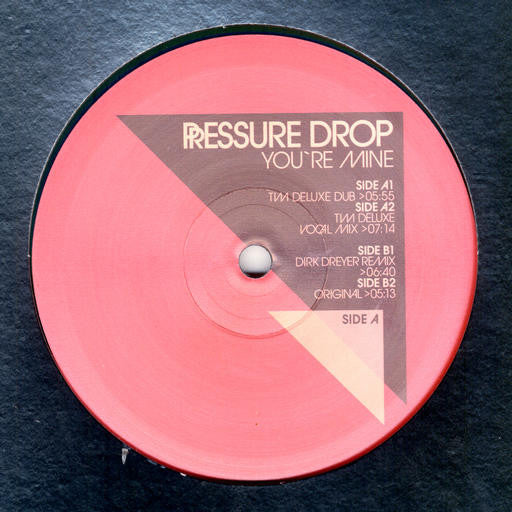 PRESSURE DROP
YOU`RE MINE
SIDE A1
TIM DELUXE DUB >05:55
SIDE A2
TIM DELUXE
VOCAL MIX >07:14
SIDE B1
DIRK DREYER REMIX
>06:40
SIDE B2
ORIGINAL >05:13
SIDE A